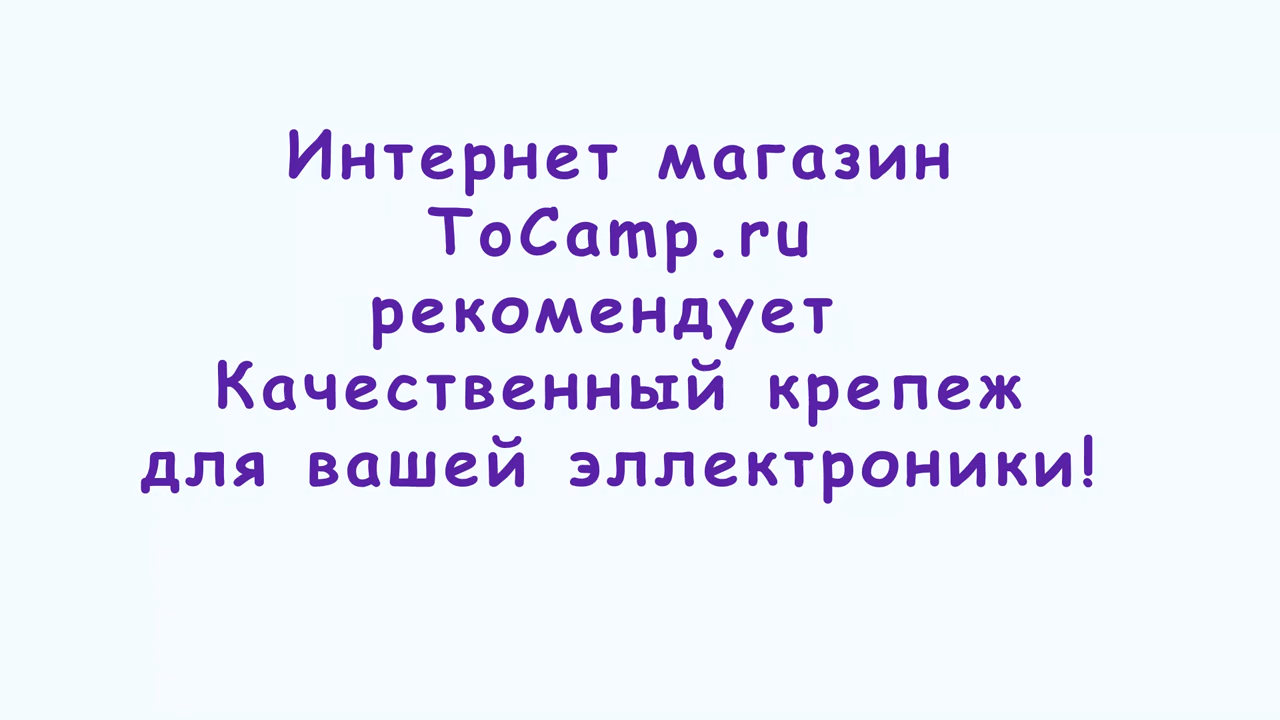 Интернет магазин
ToCamp.ru
рекомендует
Качественный крепеж
для вашей эллектроники!